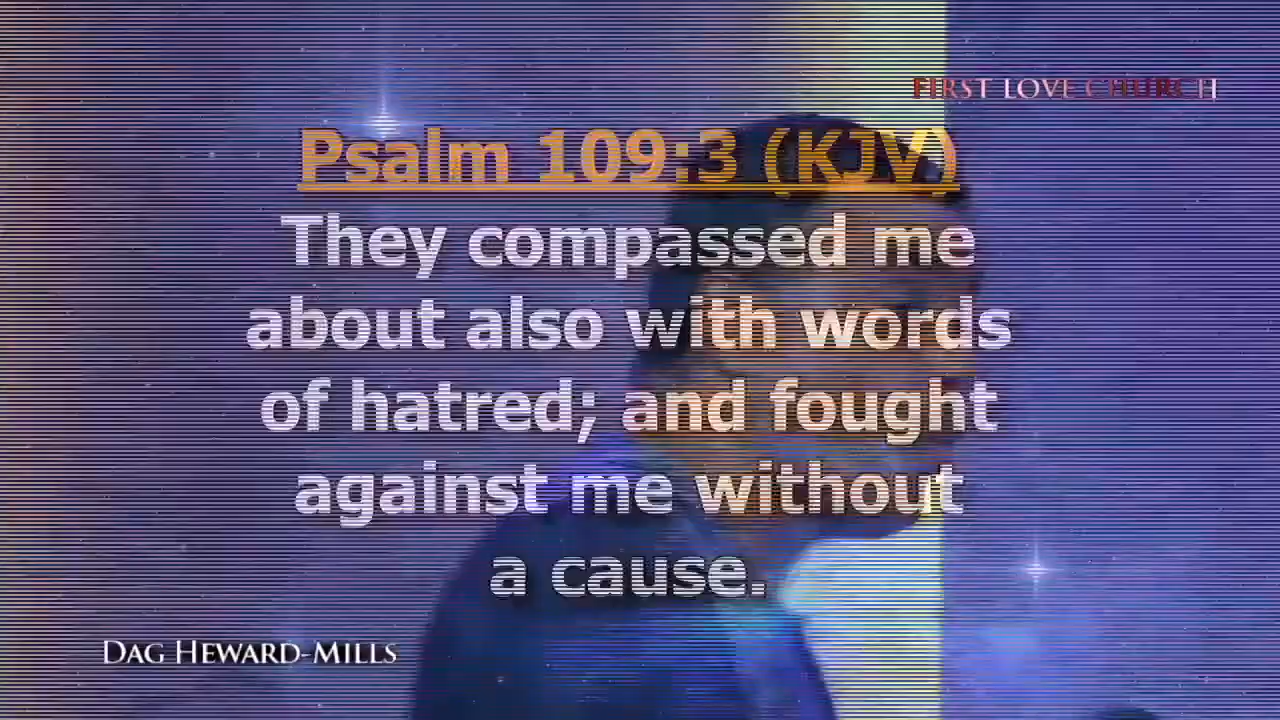 FIRST LOVE CHURCH
Psalm 109:3 (KJV)
They compassed me
about also with words
of hatred; and fought
against me without
a cause.
DAG HEWARD-MILLS